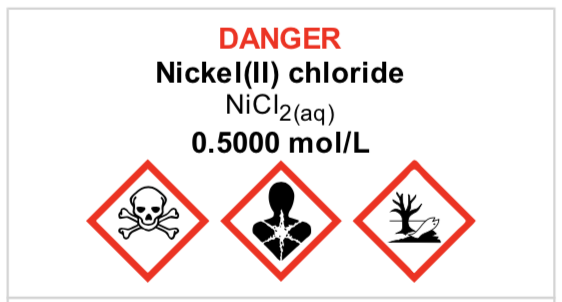 DANGER
Nickel(II) chloride
NiCl₂₍aq₎
0.5000 mol/L